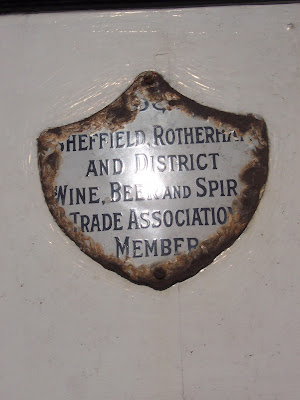 SHEFFIELD, ROTHERHA
AND DISTRICT
WINE, BEER AND SPIR
TRADE ASSOCIATION
MEMBER